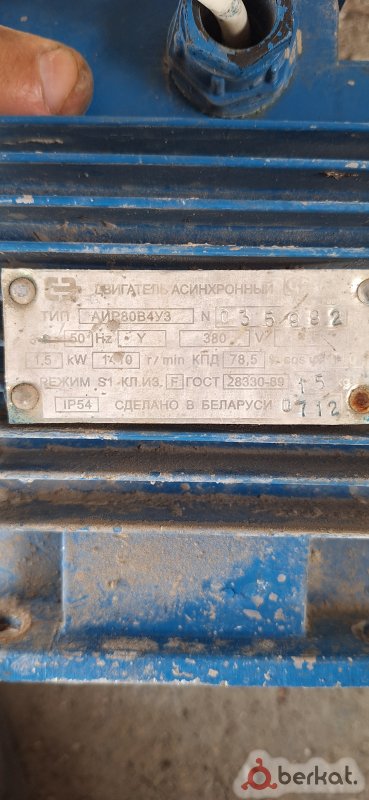 ДВИГАТЕЛЬ АСИНХРОННЫЙ
ТИП АИР80В4У3 N 035992
50 Hz Y 380 V
1,5 kW 1410 r/min КПД 78,5 %
РЕЖИМ S1 КЛ.ИЗ. F ГОСТ 28330-89 15
IP54 СДЕЛАНО В БЕЛАРУСИ 0712
berkat.